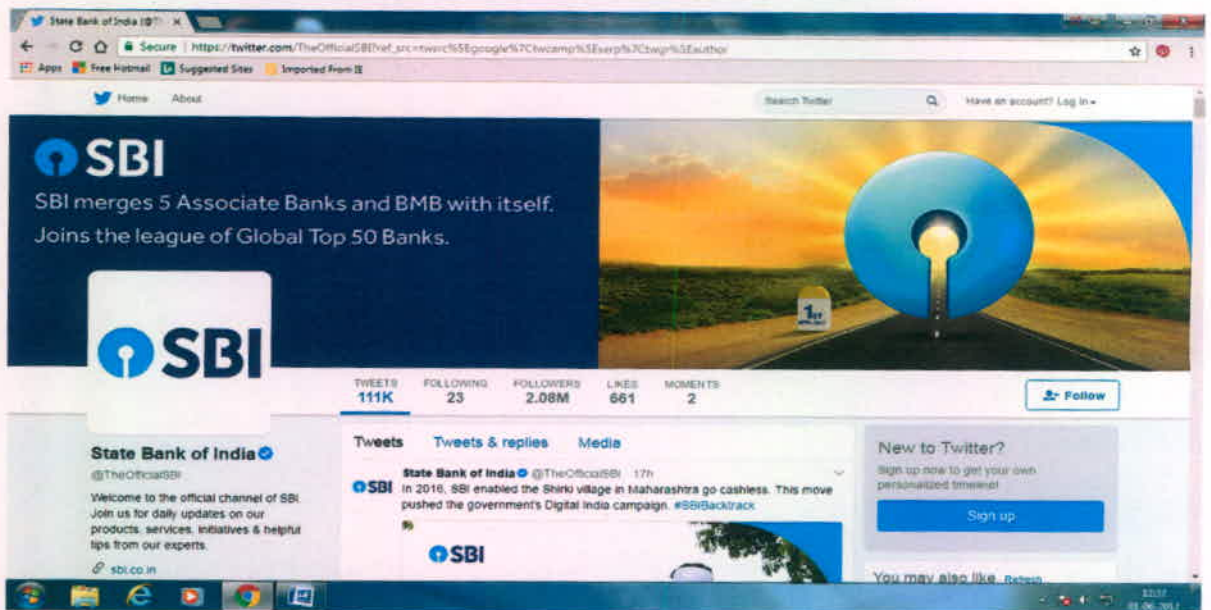 State Bank of India (@T
Secure | https://twitter.com/TheOfficialSBI?ref_src=twsrc%5Egoogle%7Ctwcamp%5Eserp%7Ctwgr%5Eauthor
Apps Free Hotmail Suggested Sites Imported From IE
Home About Search Twitter Have an account? Log in
SBI
SBI merges 5 Associate Banks and BMB with itself.
Joins the league of Global Top 50 Banks.
1ST
SBI
TWEETS FOLLOWING FOLLOWERS LIKES MOMENTS
111K 23 2.08M 661 2
Follow
State Bank of India
@TheOfficialSBI
Welcome to the official channel of SBI.
Join us for daily updates on our
products, services, initiatives & helpful
tips from our experts.
sbi.co.in
Tweets Tweets & replies Media
State Bank of India @TheOfficialSBI 17h
SBI
In 2016, SBI enabled the Shirki village in Maharashtra go cashless. This move
pushed the government's Digital India campaign. #SBIBacktrack
SBI
New to Twitter?
Sign up now to get your own
personalized timeline!
Sign up
You may also like Refresh